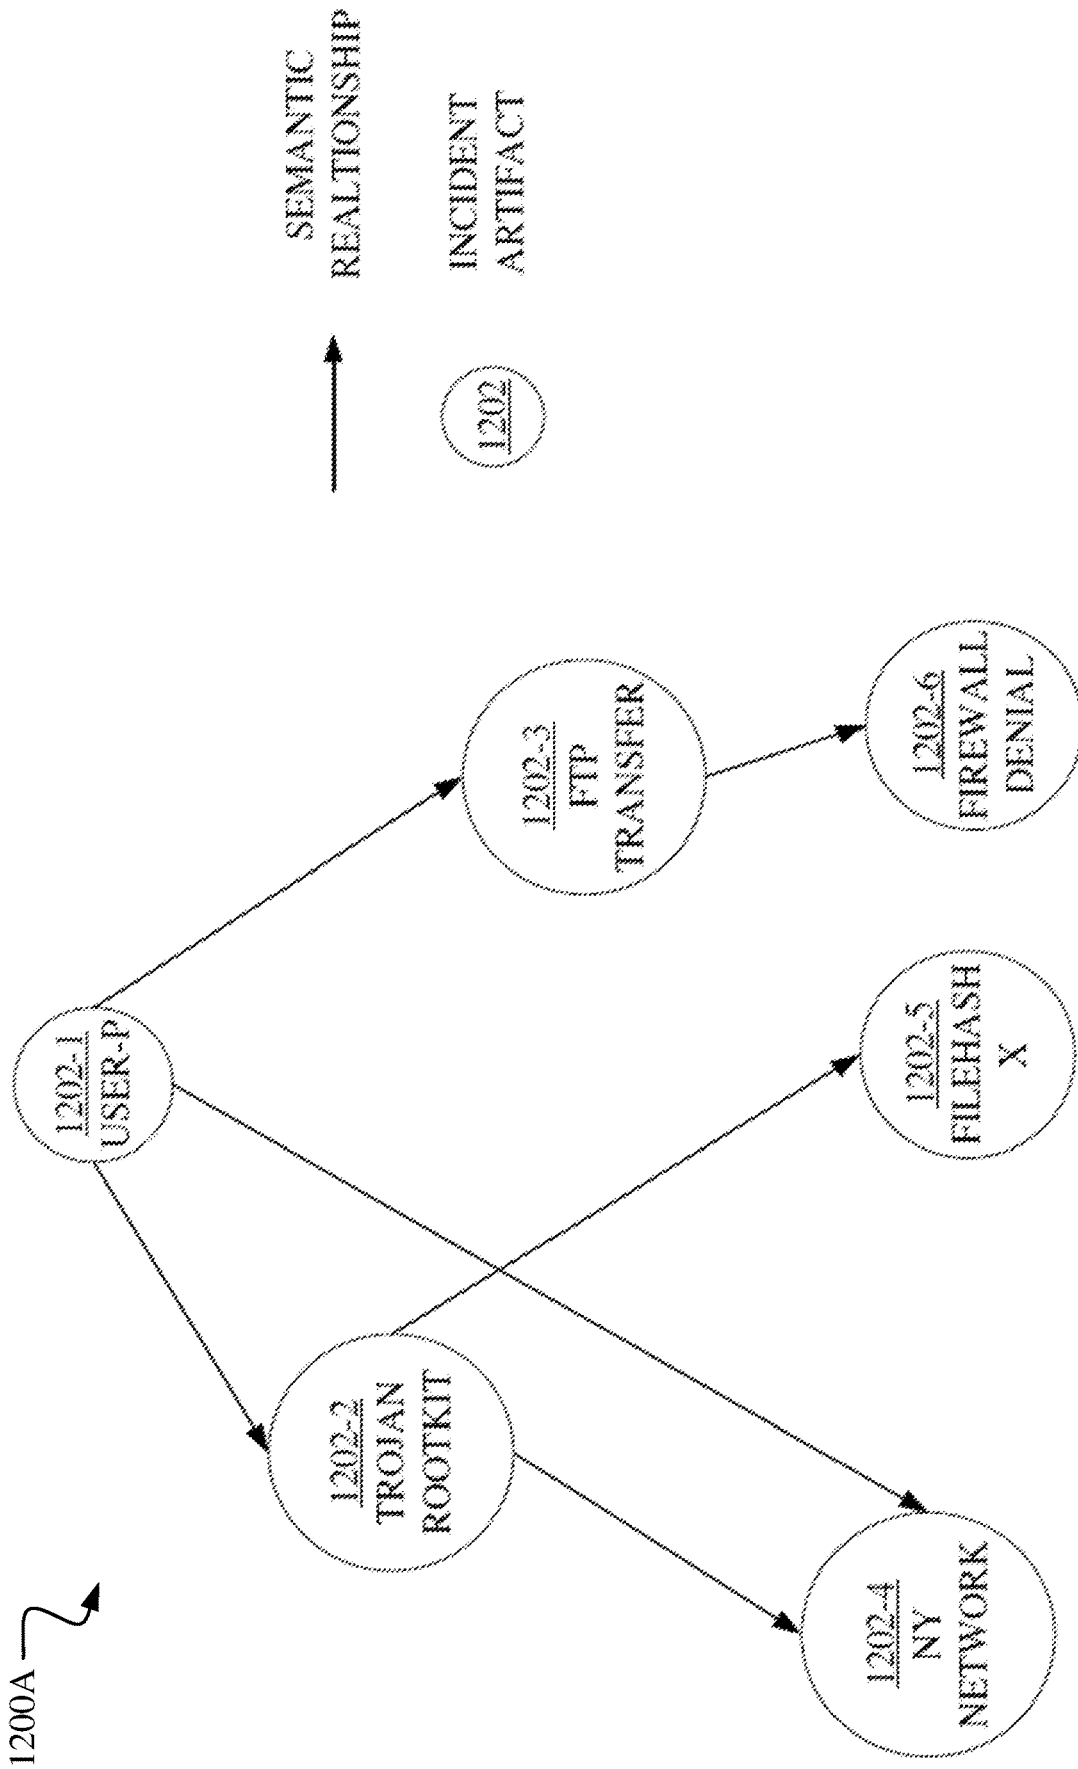 1200A
1202-1
USER-P
1202-2
TROJAN
ROOTKIT
1202-3
FTP
TRANSFER
1202-4
NY
NETWORK
1202-5
FILEHASH
X
1202-6
FIREWALL
DENIAL
SEMANTIC
REALTIONSHIP
1202
INCIDENT
ARTIFACT